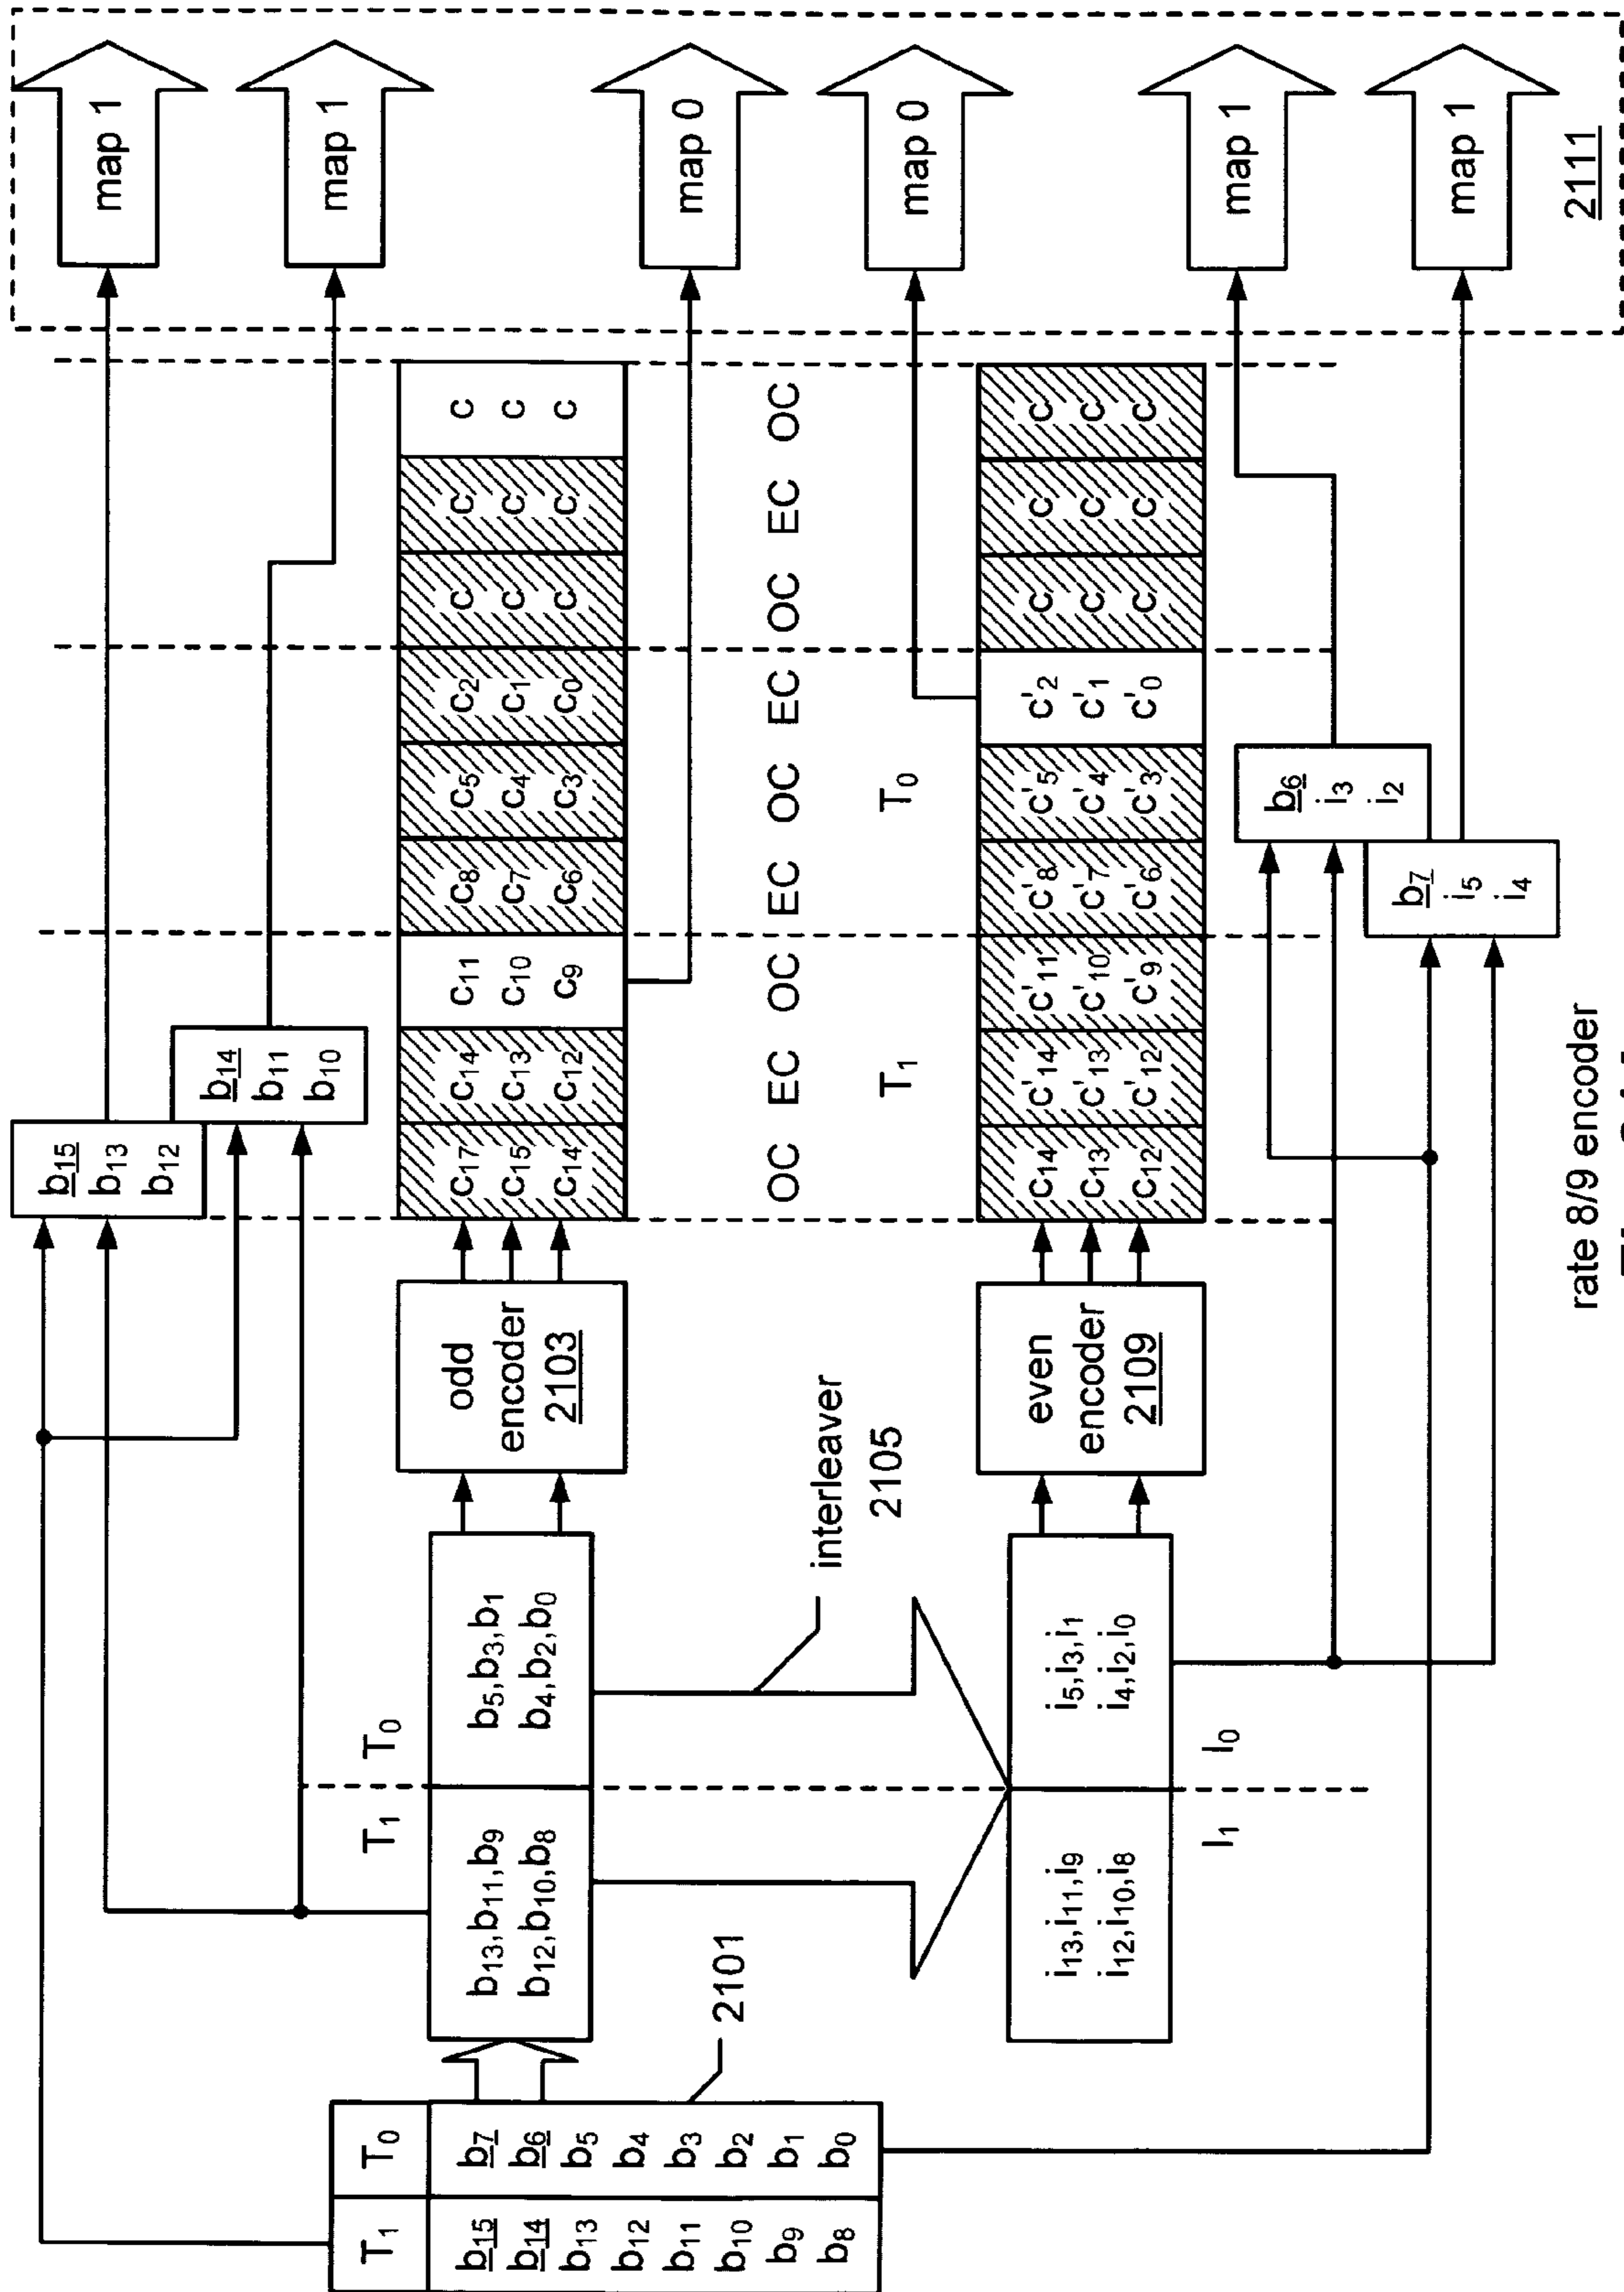 T₁ T₀
b₁₅ b₇
b₁₄ b₆
b₁₃ b₅
b₁₂ b₄
b₁₁ b₃
b₁₀ b₂
b₉ b₁
b₈ b₀
2101
T₁ T₀
b₁₃,b₁₁,b₉ b₅,b₃,b₁
b₁₂,b₁₀,b₈ b₄,b₂,b₀
interleaver
2105
i₁₃,i₁₁,i₉ i₅,i₃,i₁
i₁₂,i₁₀,i₈ i₄,i₂,i₀
I₁ I₀
odd
encoder
2103
even
encoder
2109
b₁₅
b₁₃
b₁₂
b₁₄
b₁₁
b₁₀
C₁₇ C₁₄ C₁₁ C₈ C₅ C₂ C C C
C₁₅ C₁₃ C₁₀ C₇ C₄ C₁ C C C
C₁₄ C₁₂ C₉ C₆ C₃ C₀ C C C
OC EC OC EC OC EC OC EC OC
T₁ T₀
C₁₄ C'₁₄ C'₁₁ C'₈ C'₅ C'₂ C C C
C₁₃ C'₁₃ C'₁₀ C'₇ C'₄ C'₁ C C C
C₁₂ C'₁₂ C'₉ C'₆ C'₃ C'₀ C C C
b₆
i₃
i₂
b₇
i₅
i₄
map 1
map 1
map 0
map 0
map 1
map 1
2111
rate 8/9 encoder